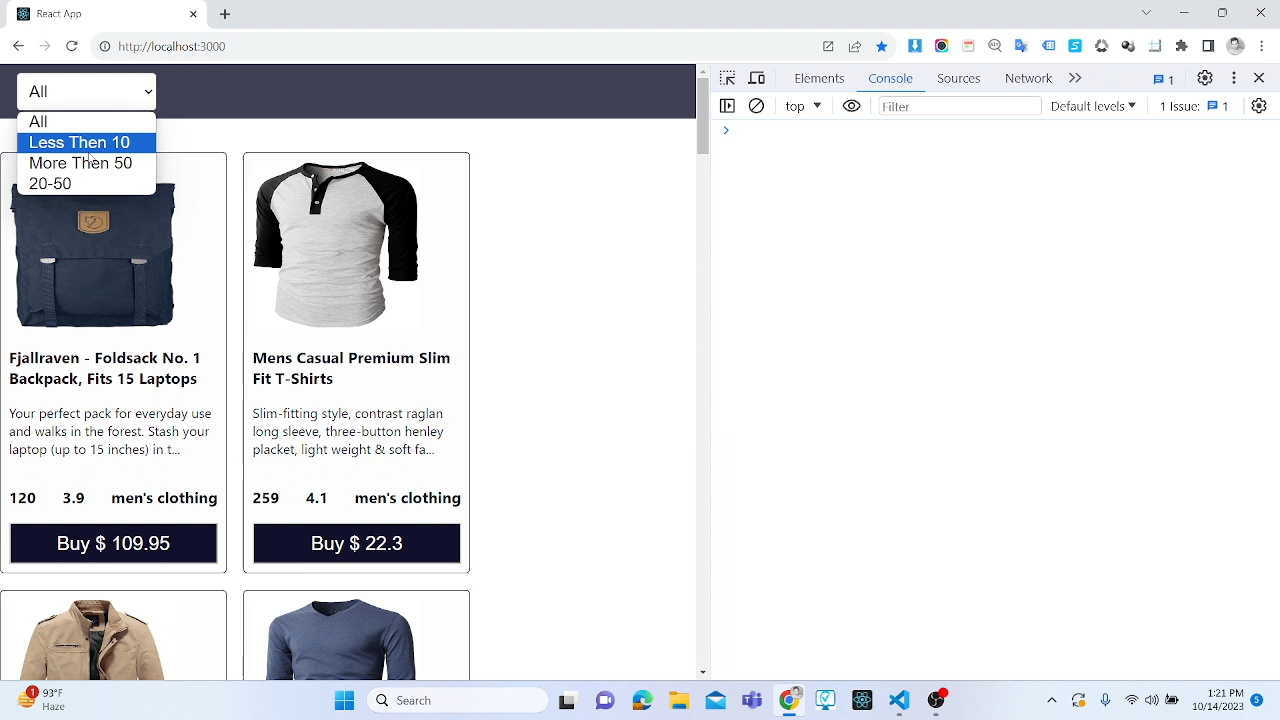 React App
http://localhost:3000
All
All
Less Then 10
More Then 50
20-50
Fjallraven - Foldsack No. 1
Backpack, Fits 15 Laptops
Your perfect pack for everyday use
and walks in the forest. Stash your
laptop (up to 15 inches) in t...
120 3.9 men's clothing
Buy $ 109.95
Mens Casual Premium Slim
Fit T-Shirts
Slim-fitting style, contrast raglan
long sleeve, three-button henley
placket, light weight & soft fa...
259 4.1 men's clothing
Buy $ 22.3
Elements Console Sources Network 1
top Filter Default levels 1 Issue: 1
1 93°F
Haze
Search
1:21 PM
10/14/2023
5